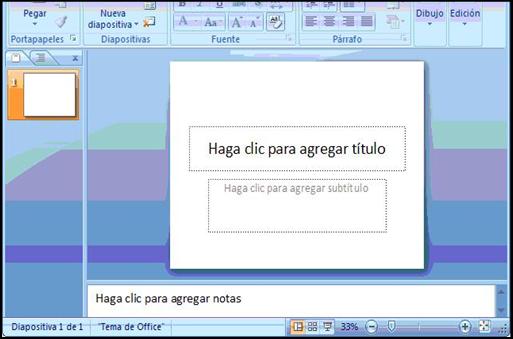 Pegar
Nueva
diapositiva
Dibujo
Edición
Portapapeles
Diapositivas
Fuente
Párrafo
1
Haga clic para agregar título
Haga clic para agregar subtítulo
Haga clic para agregar notas
Diapositiva 1 de 1
"Tema de Office"
33%